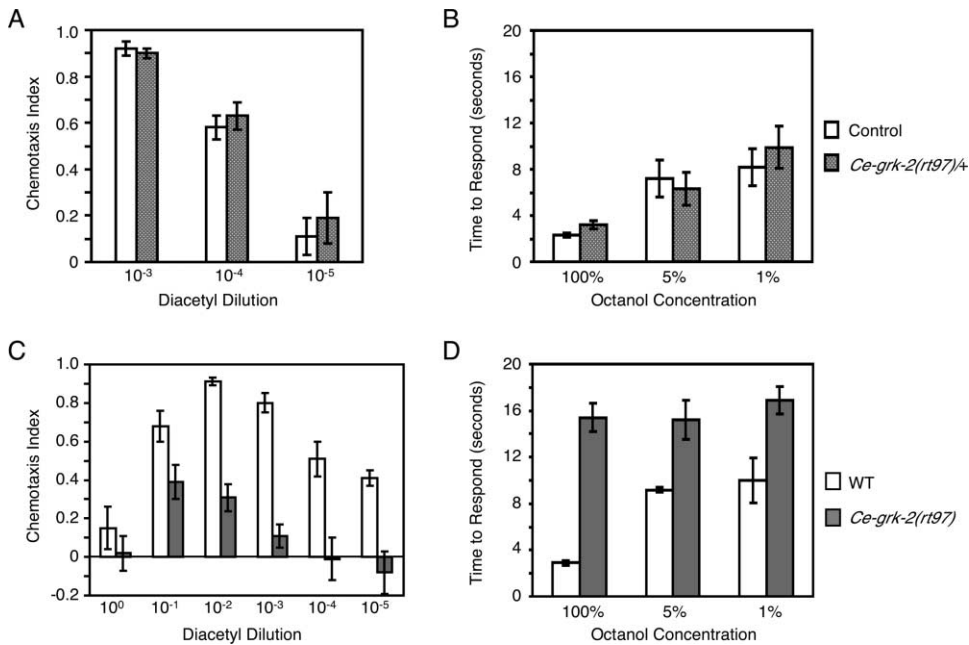 A
1.0
0.8
0.6
0.4
0.2
0
Chemotaxis Index
10-3
10-4
10-5
Diacetyl Dilution
B
20
16
12
8
4
0
Time to Respond (seconds)
100%
5%
1%
Octanol Concentration
Control
Ce-grk-2(rt97)/+
C
1.0
0.8
0.6
0.4
0.2
0
-0.2
Chemotaxis Index
100
10-1
10-2
10-3
10-4
10-5
Diacetyl Dilution
D
20
16
12
8
4
0
Time to Respond (seconds)
100%
5%
1%
Octanol Concentration
WT
Ce-grk-2(rt97)